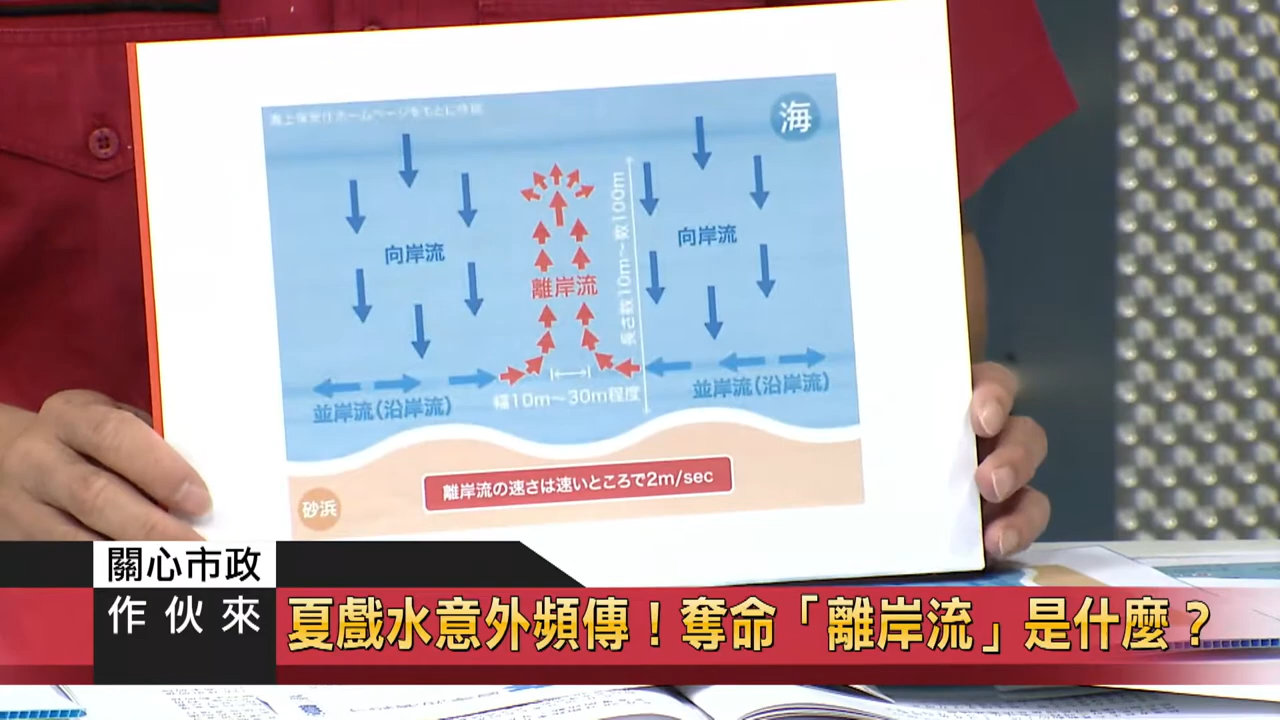 海上保安庁ホームページをもとに作図
海
向岸流
向岸流
離岸流
長さ数10m～数100m
並岸流(沿岸流)
幅10m～30m程度
並岸流(沿岸流)
離岸流の速さは速いところで2m/sec
砂浜
關心市政
作伙來
夏戲水意外頻傳！奪命「離岸流」是什麼？